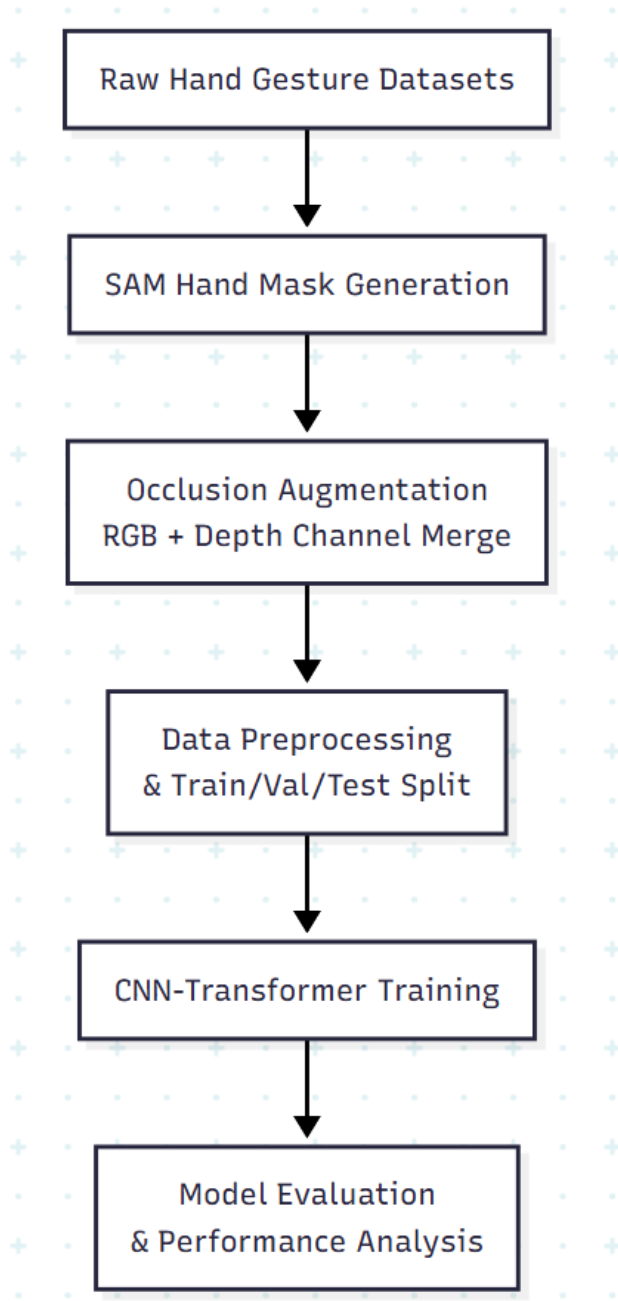 Raw Hand Gesture Datasets
SAM Hand Mask Generation
Occlusion Augmentation
RGB + Depth Channel Merge
Data Preprocessing
& Train/Val/Test Split
CNN-Transformer Training
Model Evaluation
& Performance Analysis